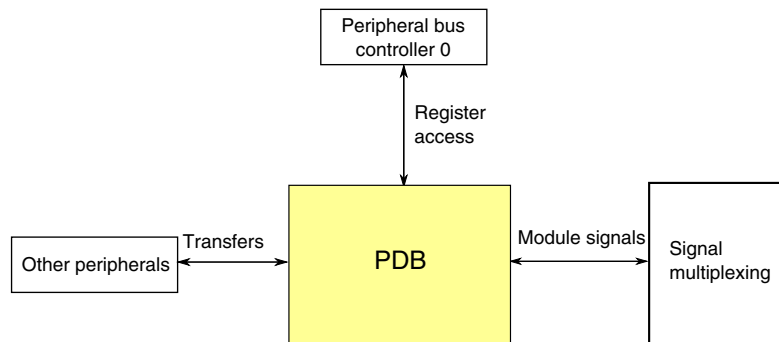 Peripheral bus
controller 0
Register
access
Transfers
Other peripherals
PDB
Module signals
Signal
multiplexing